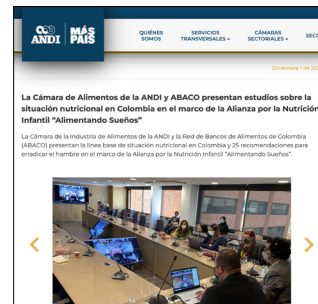 ANDI
MÁS
PAÍS
QUIÉNES
SOMOS
SERVICIOS
TRANSVERSALES
CÁMARAS
SECTORIALES
Diciembre 1 de
La Cámara de Alimentos de la ANDI y ABACO presentan estudios sobre la
situación nutricional en Colombia en el marco de la Alianza por la Nutrición
Infantil “Alimentando Sueños”
La Cámara de la Industria de Alimentos de la ANDI y la Red de Bancos de Alimentos de Colombia
(ABACO) presentan la línea base de situación nutricional en Colombia y 25 recomendaciones para
erradicar el hambre en el marco de la Alianza por la Nutrición Infantil “Alimentando Sueños”.